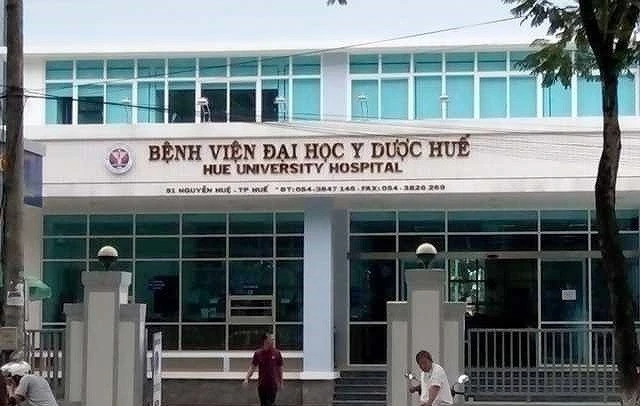 BỆNH VIỆN ĐẠI HỌC Y DƯỢC HUẾ
HUE UNIVERSITY HOSPITAL
51 NGUYỄN HUỆ - TP HUẾ * ĐT: 054-3847 146 - FAX: 054 - 3826 269